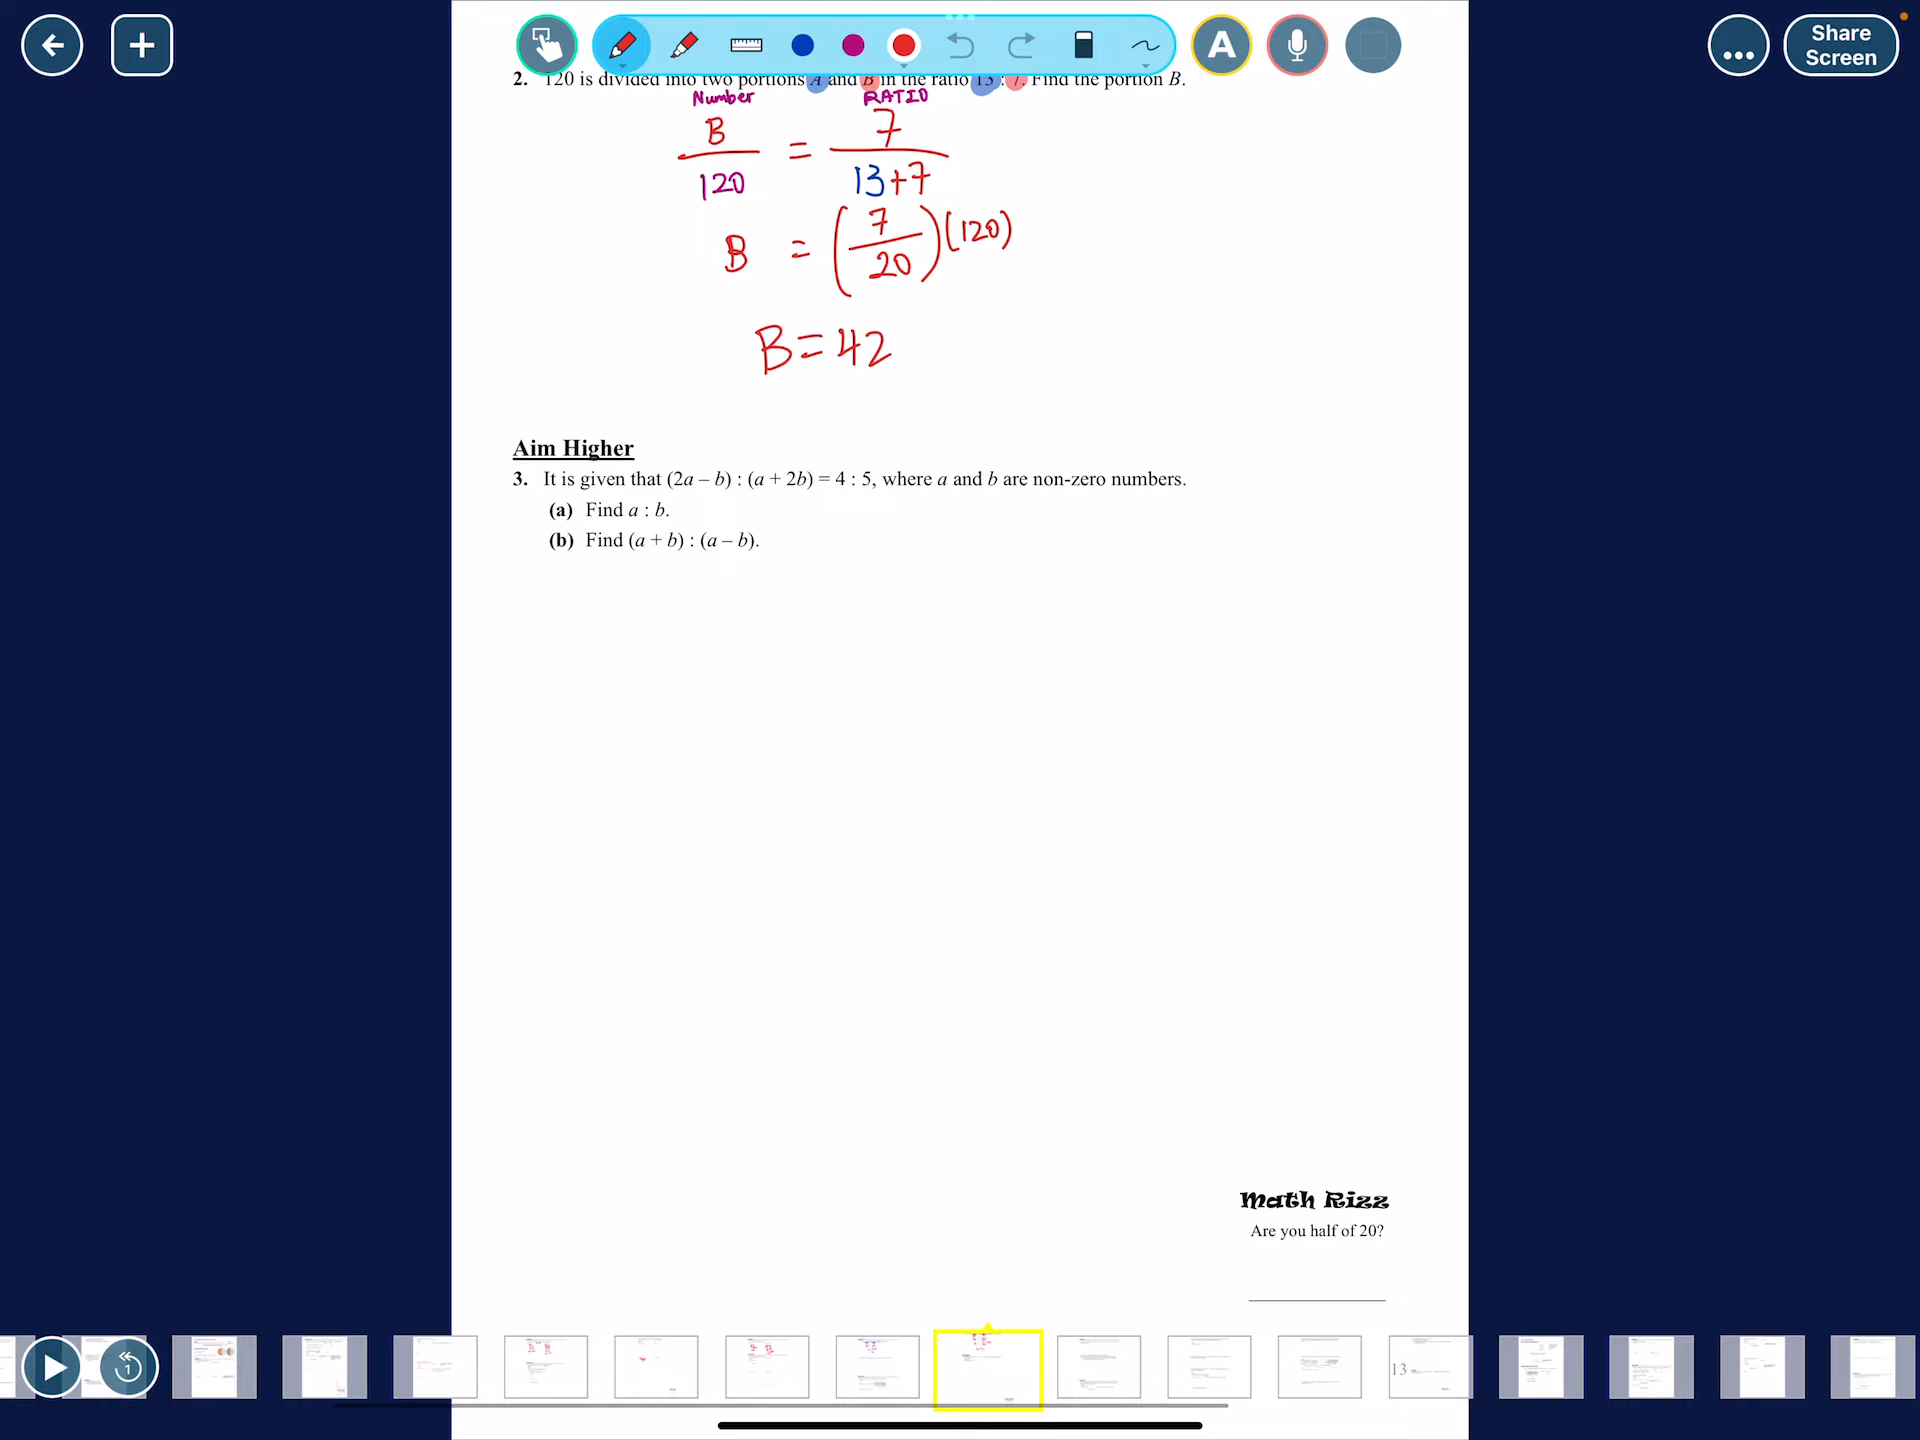 Share
Screen
A
2. 120 is divided into two portions A and B in the ratio 13 : 7. Find the portion B.
Number RATIO
B/120 = 7/(13+7)
B = (7/20)(120)
B = 42
Aim Higher
3. It is given that (2a – b) : (a + 2b) = 4 : 5, where a and b are non-zero numbers.
(a) Find a : b.
(b) Find (a + b) : (a – b).
Math Rizz
Are you half of 20?
1
13